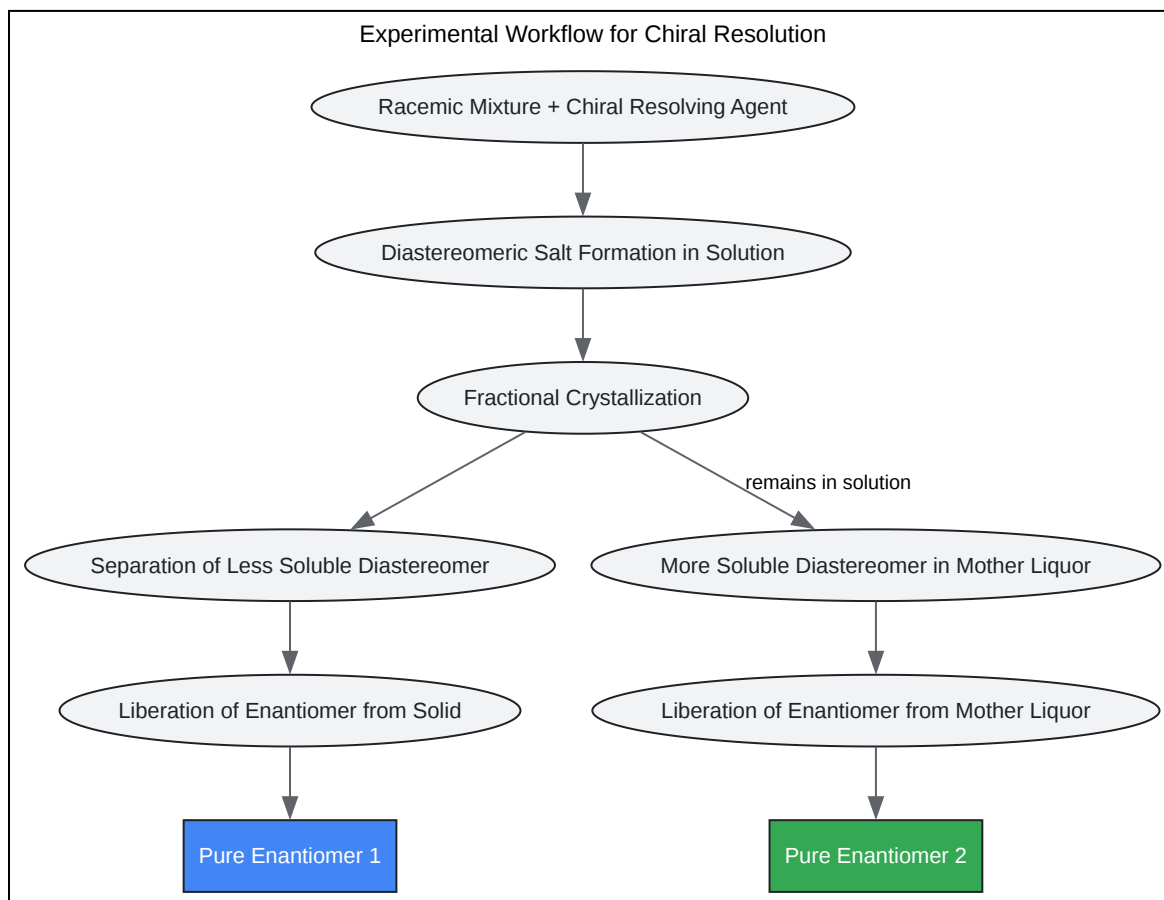 Experimental Workflow for Chiral Resolution
Racemic Mixture + Chiral Resolving Agent
Diastereomeric Salt Formation in Solution
Fractional Crystallization
remains in solution
Separation of Less Soluble Diastereomer
More Soluble Diastereomer in Mother Liquor
Liberation of Enantiomer from Solid
Liberation of Enantiomer from Mother Liquor
Pure Enantiomer 1
Pure Enantiomer 2